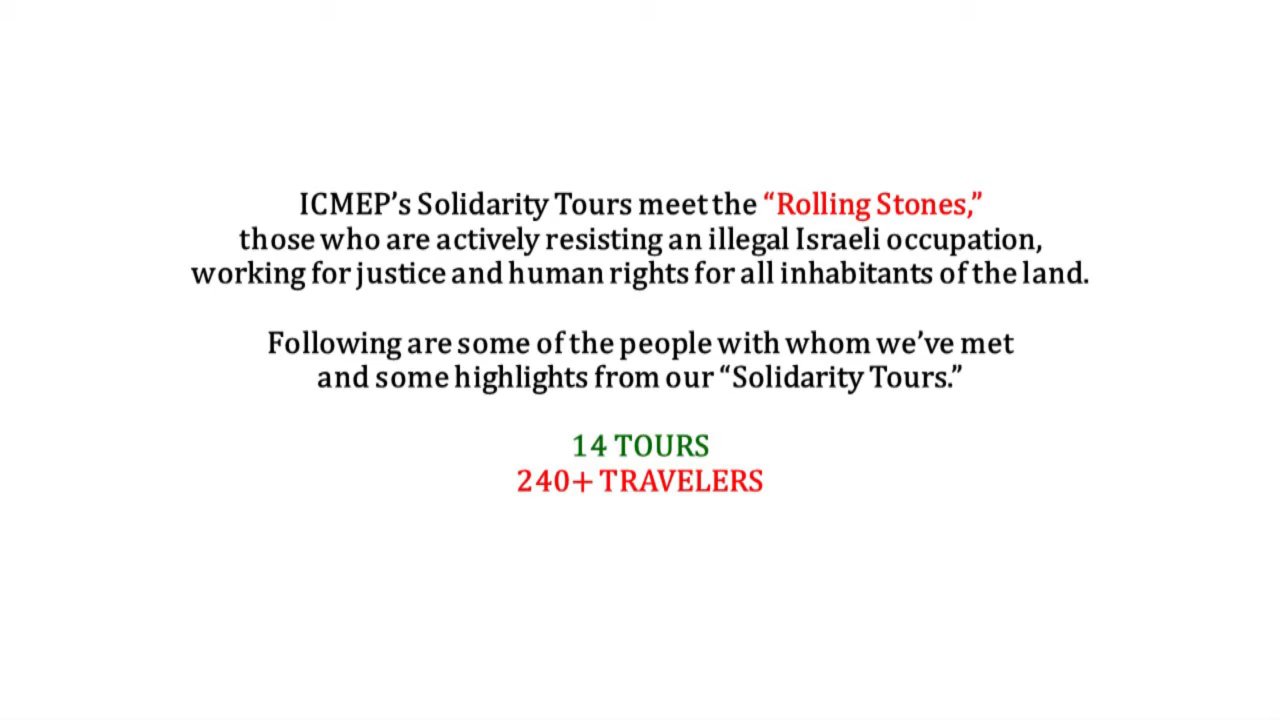 ICMEP’s Solidarity Tours meet the “Rolling Stones,”
those who are actively resisting an illegal Israeli occupation,
working for justice and human rights for all inhabitants of the land.
Following are some of the people with whom we’ve met
and some highlights from our “Solidarity Tours.”
14 TOURS
240+ TRAVELERS